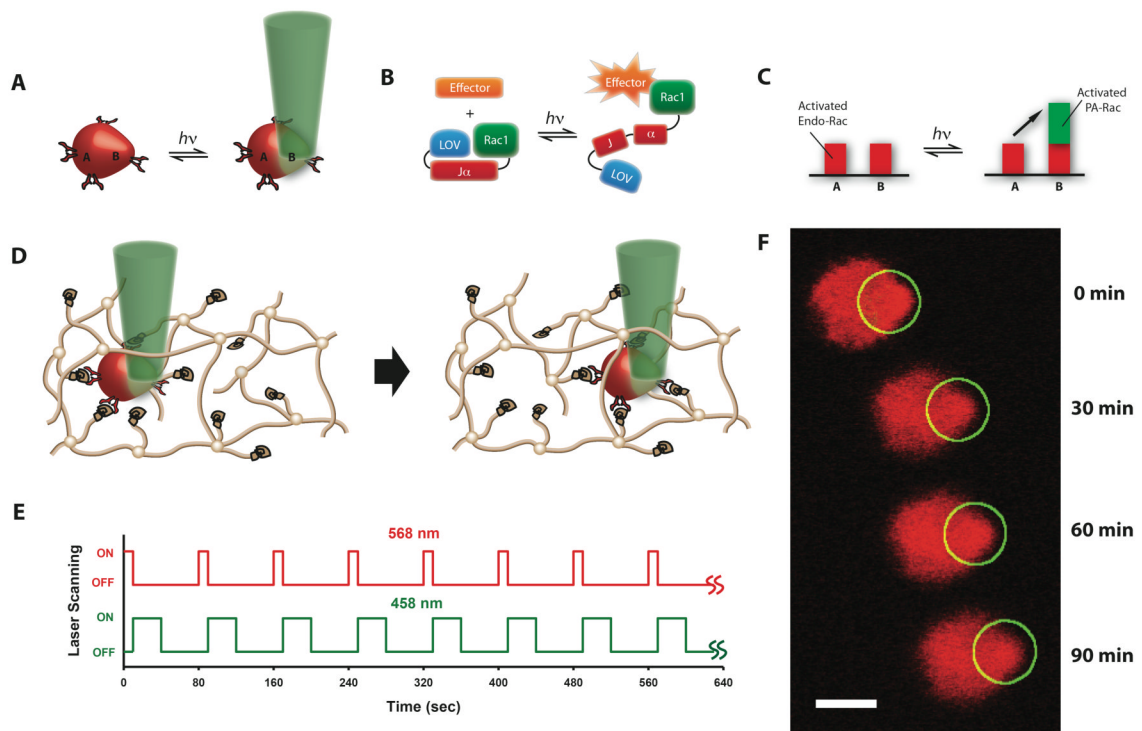 A
A B
hν
A B
B
Effector
+
LOV
Rac1
Jα
hν
Effector
Rac1
J
α
LOV
C
Activated
Endo-Rac
A B
hν
Activated
PA-Rac
A B
D
E
Laser Scanning
568 nm
ON
OFF
458 nm
ON
OFF
0 80 160 240 320 400 480 560 640
Time (sec)
F
0 min
30 min
60 min
90 min